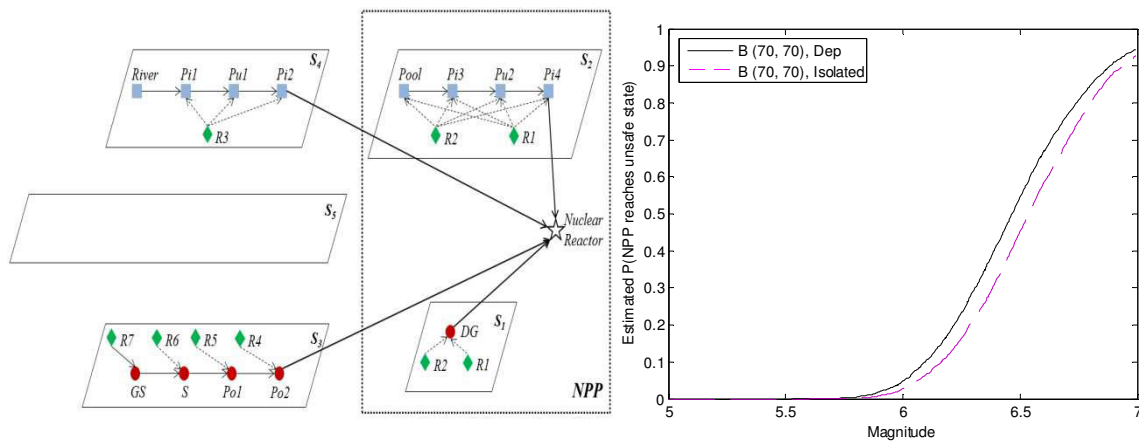 S4
River Pi1 Pu1 Pi2
R3
S2
Pool Pi3 Pu2 Pi4
R2 R1
S5
Nuclear
Reactor
S3
R7 R6 R5 R4
GS S Po1 Po2
S1
DG
R2 R1
NPP
B (70, 70), Dep
B (70, 70), Isolated
Estimated P(NPP reaches unsafe state)
1
0.9
0.8
0.7
0.6
0.5
0.4
0.3
0.2
0.1
0
5 5.5 6 6.5 7
Magnitude